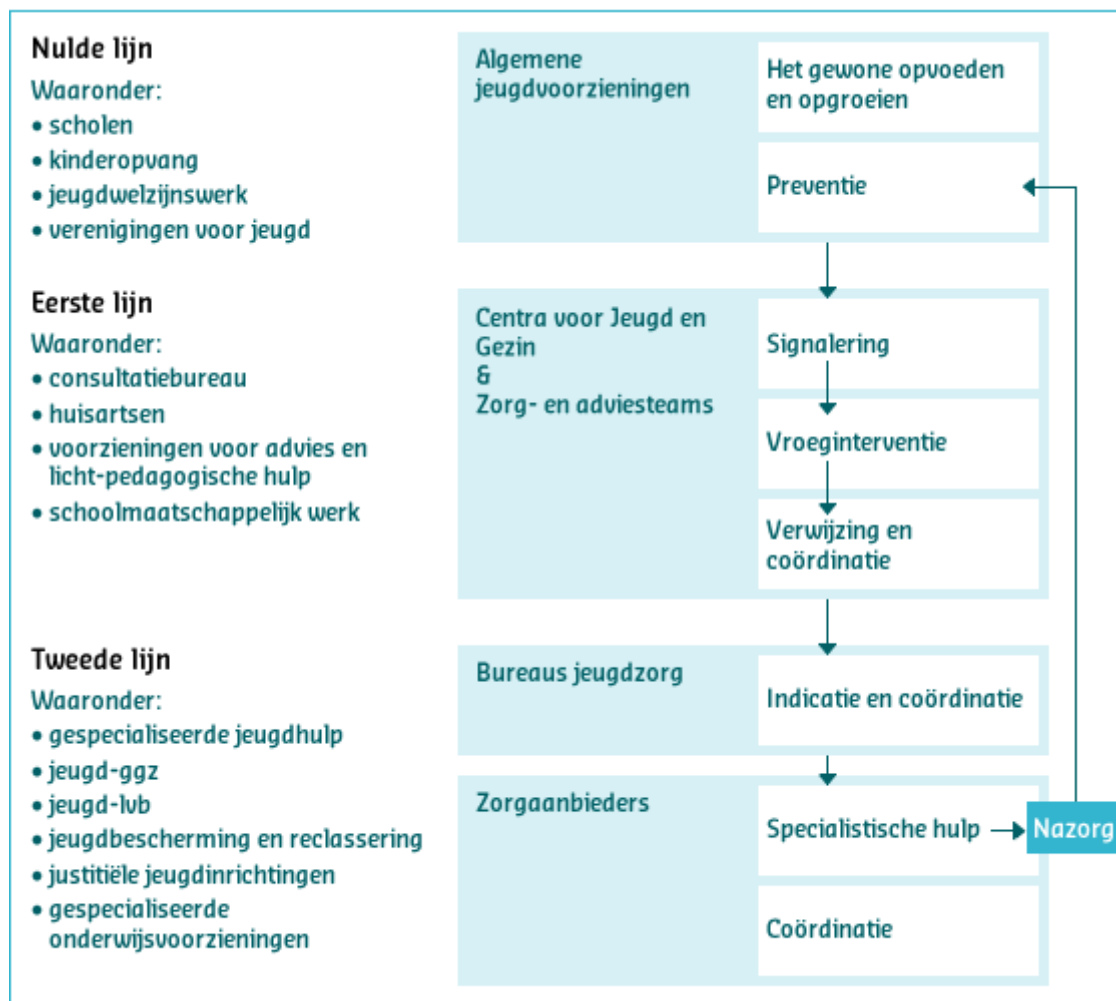 Nulde lijn
Waaronder:
• scholen
• kinderopvang
• jeugdwelzijnswerk
• verenigingen voor jeugd
Algemene
jeugdvoorzieningen
Het gewone opvoeden
en opgroeien
Preventie
Eerste lijn
Waaronder:
• consultatiebureau
• huisartsen
• voorzieningen voor advies en
licht-pedagogische hulp
• schoolmaatschappelijk werk
Centra voor Jeugd en
Gezin
&
Zorg- en adviesteams
Signalering
Vroeginterventie
Verwijzing en
coördinatie
Tweede lijn
Waaronder:
• gespecialiseerde jeugdhulp
• jeugd-ggz
• jeugd-lvb
• jeugdbescherming en reclassering
• justitiële jeugdinrichtingen
• gespecialiseerde
onderwijsvoorzieningen
Bureaus jeugdzorg
Indicatie en coördinatie
Zorgaanbieders
Specialistische hulp
Nazorg
Coördinatie